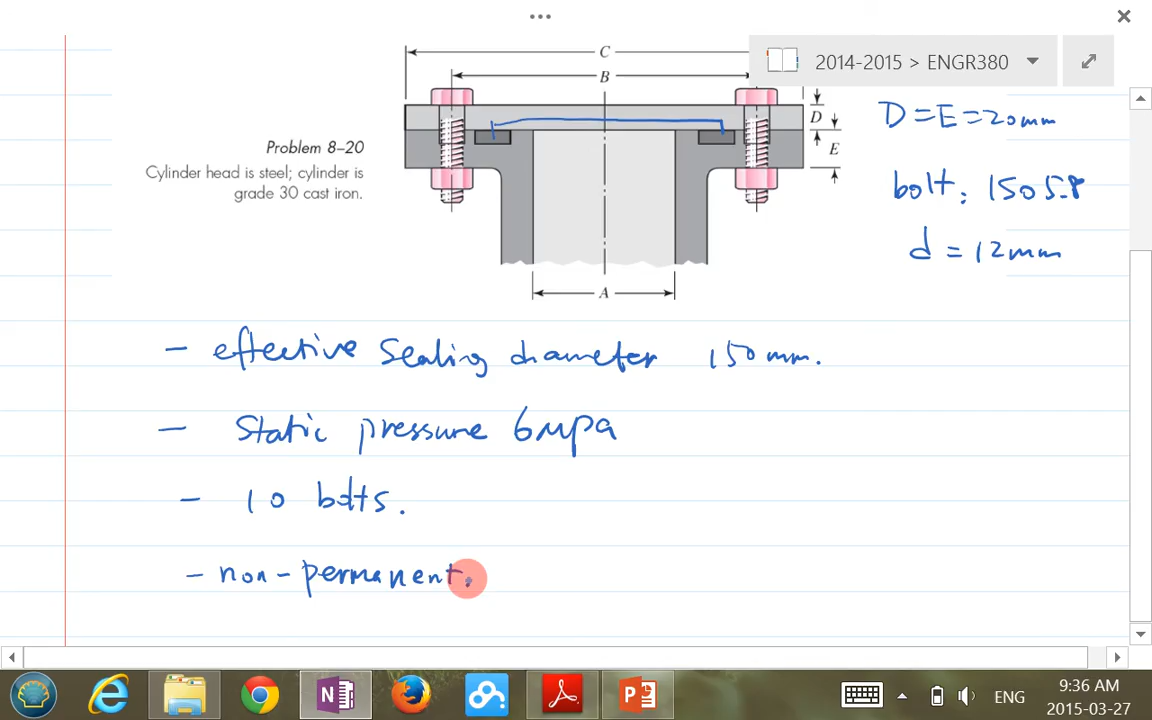 C
2014-2015 > ENGR380
B
D
E
A
D=E=20mm
Problem 8–20
Cylinder head is steel; cylinder is
grade 30 cast iron.
bolt: ISO 5.8
d = 12mm
- effective sealing diameter 150mm.
- static pressure 6MPa
- 10 bolts.
- non-permanent.
ENG
9:36 AM
2015-03-27